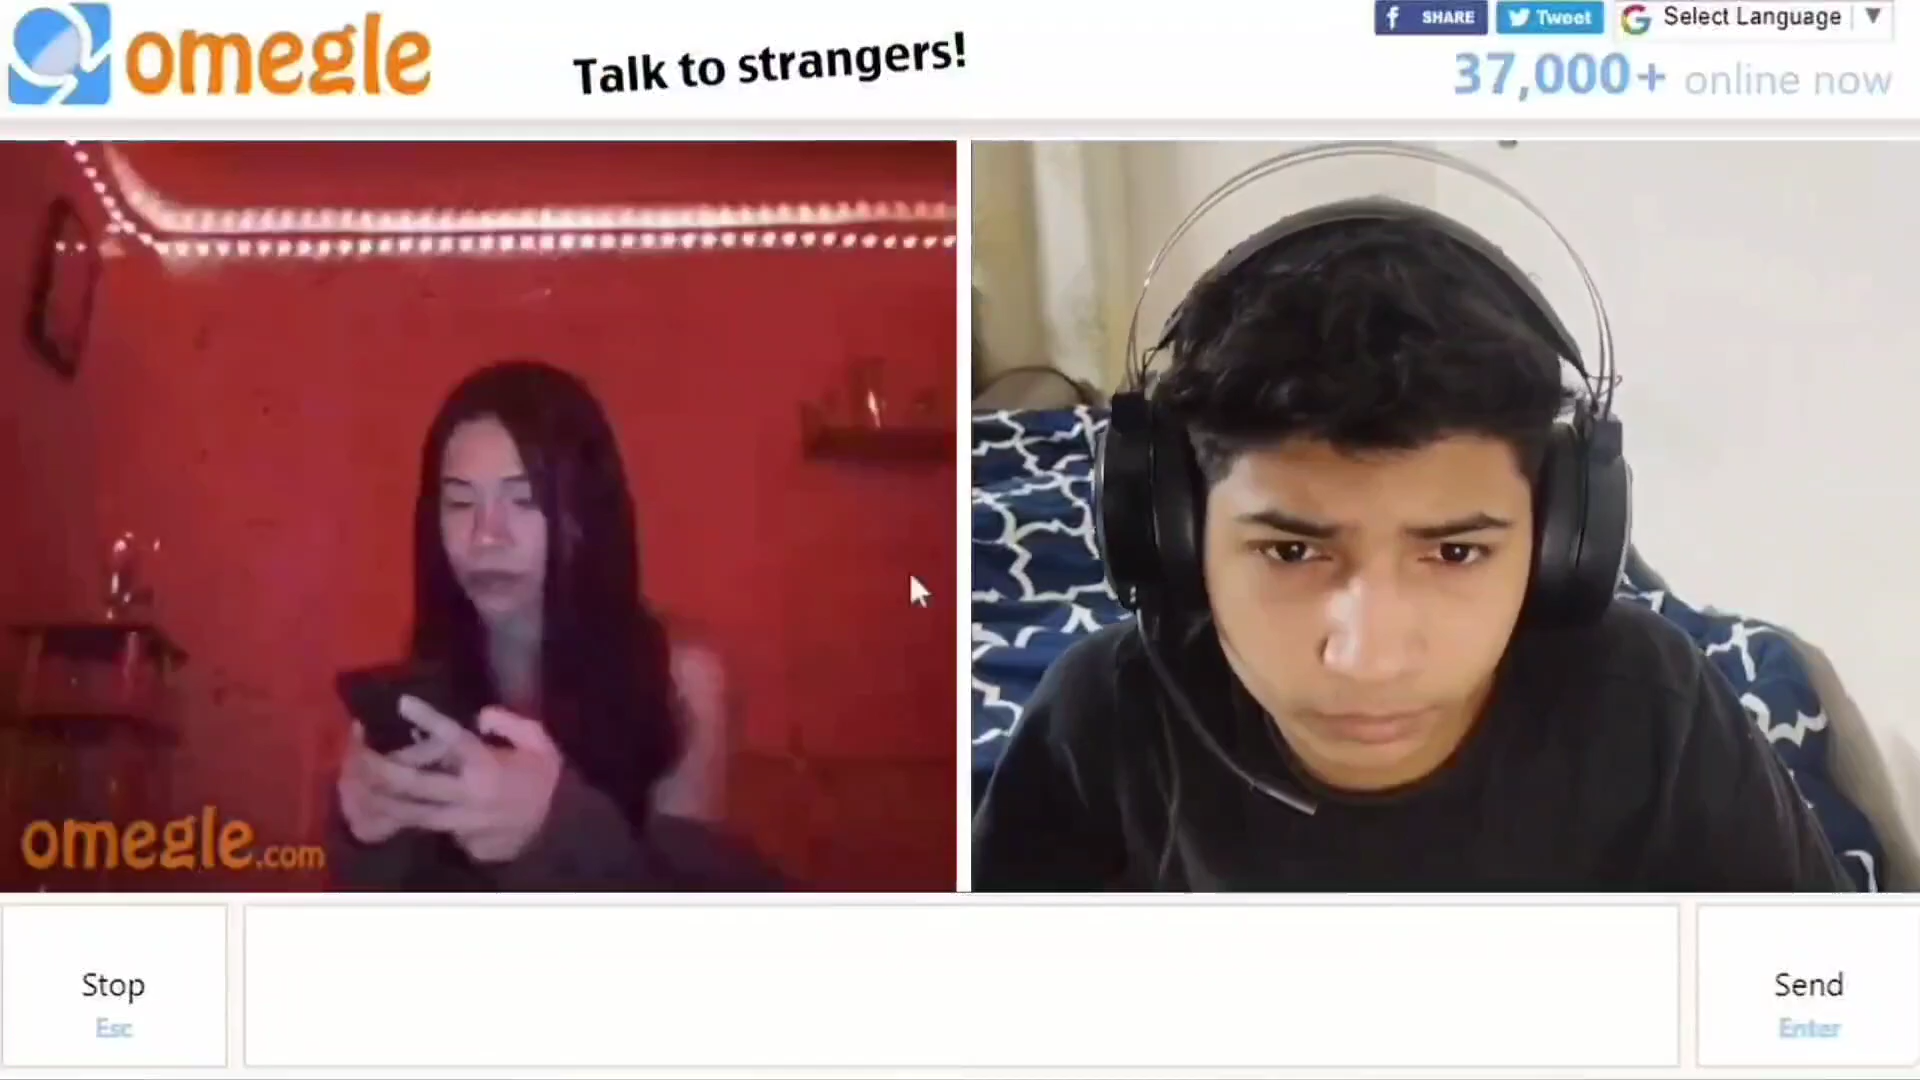 omegle
Talk to strangers!
SHARE
Tweet
Select Language
37,000+ online now
omegle.com
Stop
Esc
Send
Enter